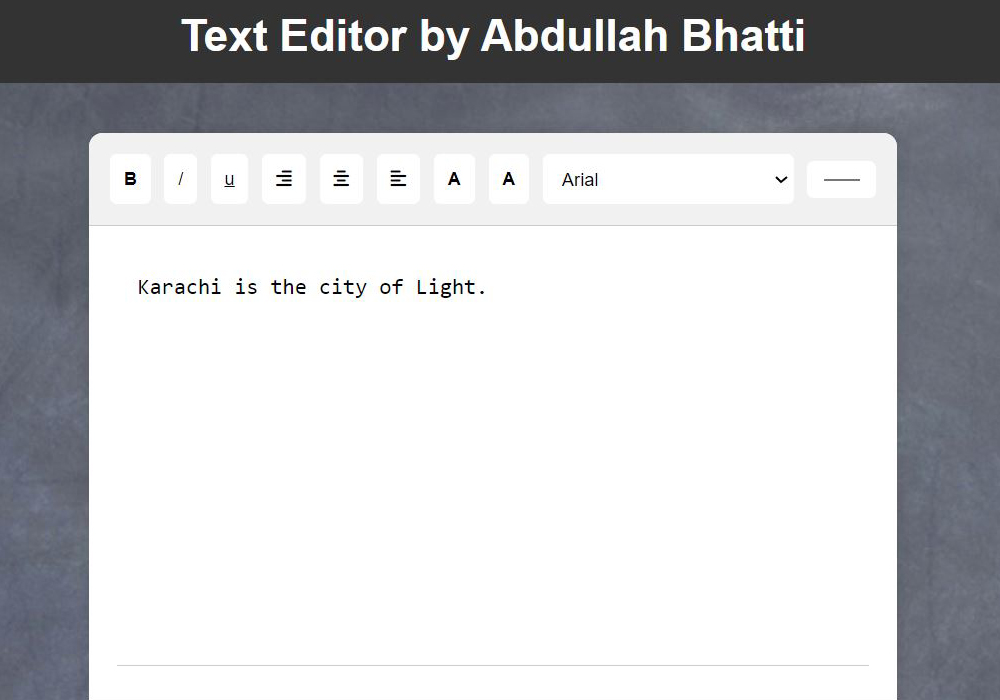 Text Editor by Abdullah Bhatti
B / u A A Arial
Karachi is the city of Light.